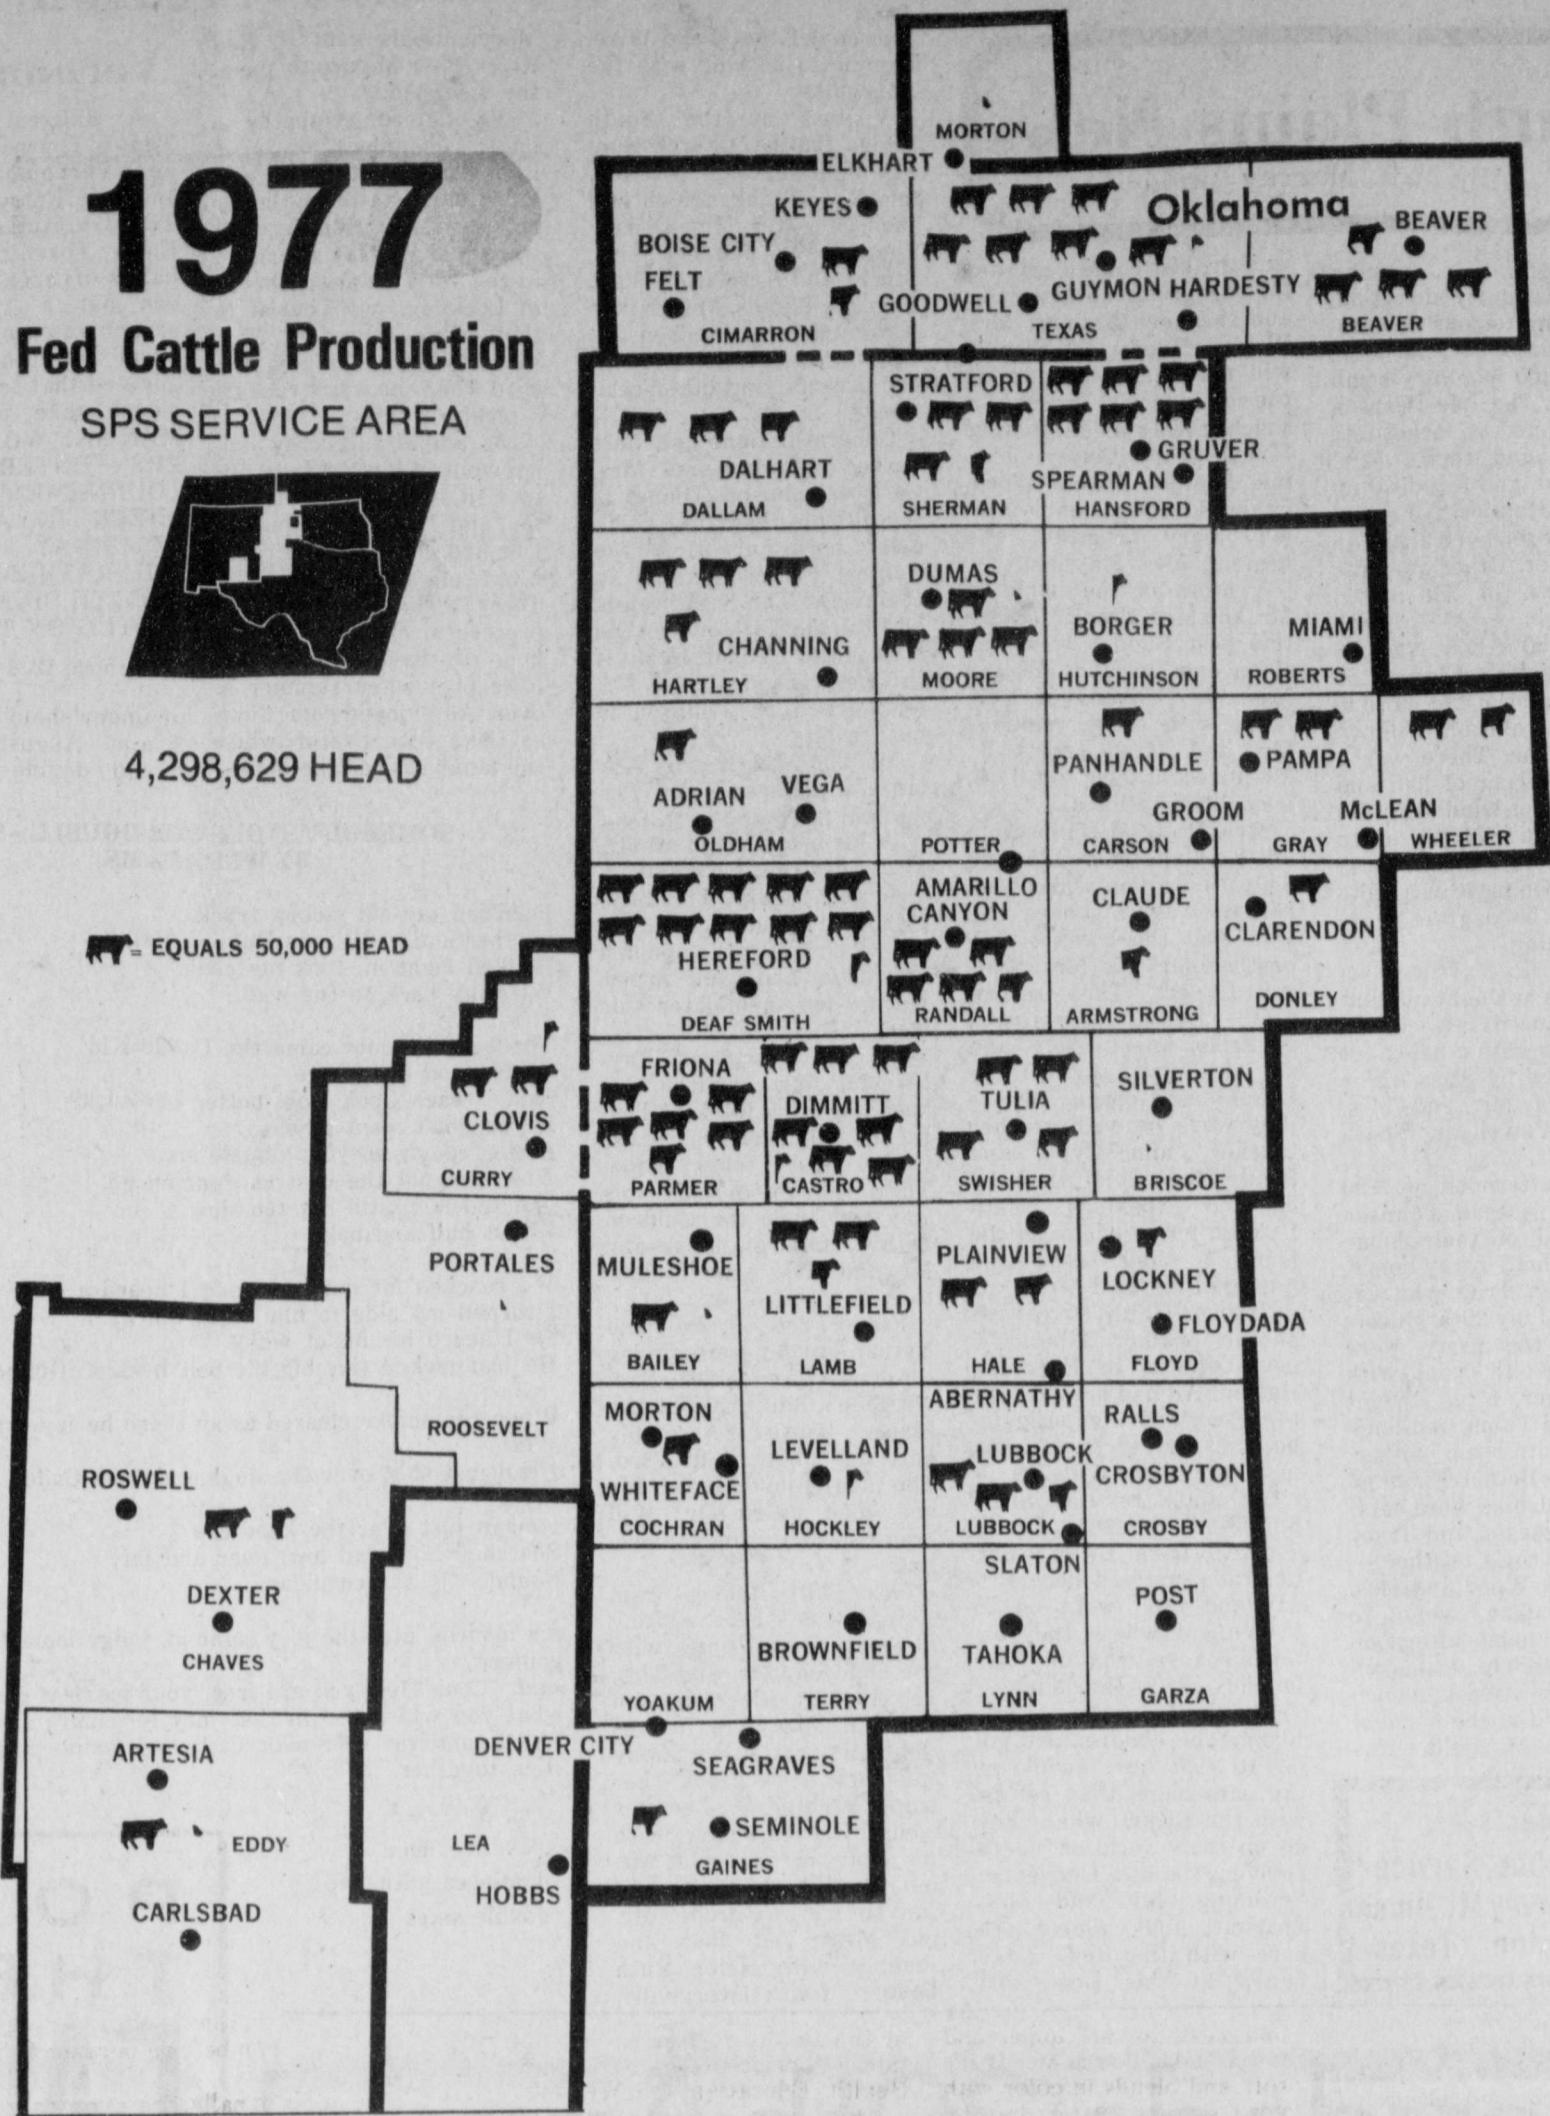 1977
Fed Cattle Production
SPS SERVICE AREA
4,298,629 HEAD
= EQUALS 50,000 HEAD
MORTON
ELKHART
KEYES
Oklahoma
BEAVER
BOISE CITY
FELT
GOODWELL
GUYMON HARDESTY
CIMARRON
TEXAS
BEAVER
STRATFORD
GRUVER
DALHART
SPEARMAN
DALLAM
SHERMAN
HANSFORD
DUMAS
BORGER
MIAMI
CHANNING
HARTLEY
MOORE
HUTCHINSON
ROBERTS
PANHANDLE
PAMPA
ADRIAN
VEGA
GROOM
McLEAN
OLDHAM
POTTER
CARSON
GRAY
WHEELER
AMARILLO
CANYON
CLAUDE
CLARENDON
HEREFORD
DEAF SMITH
RANDALL
ARMSTRONG
DONLEY
FRIONA
DIMMITT
TULIA
SILVERTON
CLOVIS
CURRY
PARMER
CASTRO
SWISHER
BRISCOE
PORTALES
MULESHOE
LITTLEFIELD
PLAINVIEW
LOCKNEY
FLOYDADA
BAILEY
LAMB
HALE
FLOYD
ROOSEVELT
MORTON
WHITEFACE
COCHRAN
LEVELLAND
HOCKLEY
ABERNATHY
LUBBOCK
LUBBOCK
RALLS
CROSBYTON
CROSBY
ROSWELL
DEXTER
CHAVES
SLATON
BROWNFIELD
TAHOKA
POST
YOAKUM
TERRY
LYNN
GARZA
ARTESIA
DENVER CITY
SEAGRAVES
EDDY
LEA
SEMINOLE
GAINES
CARLSBAD
HOBBS